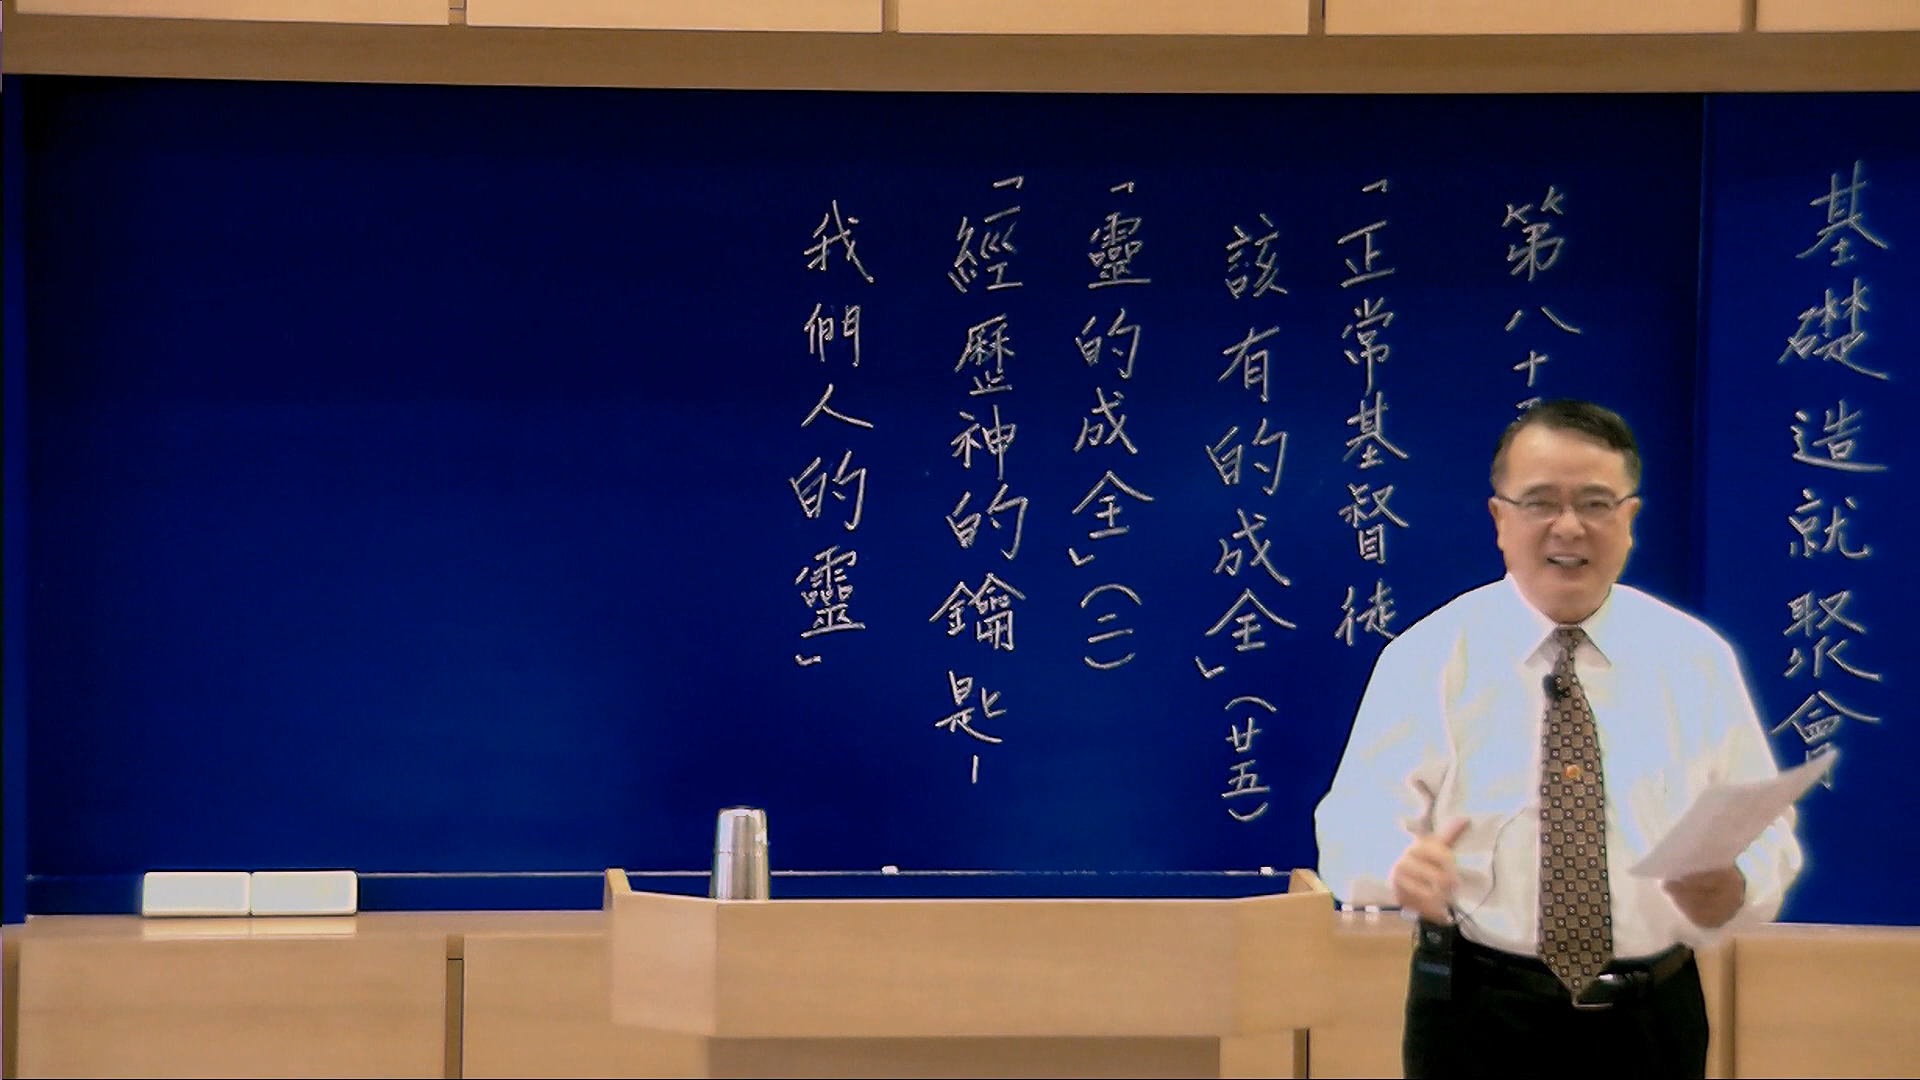 基礎造就聚會
第八十
「正常基督徒
該有的成全」(廿五)
「靈的成全」(二)
「經歷神的鑰匙—
我們人的靈」